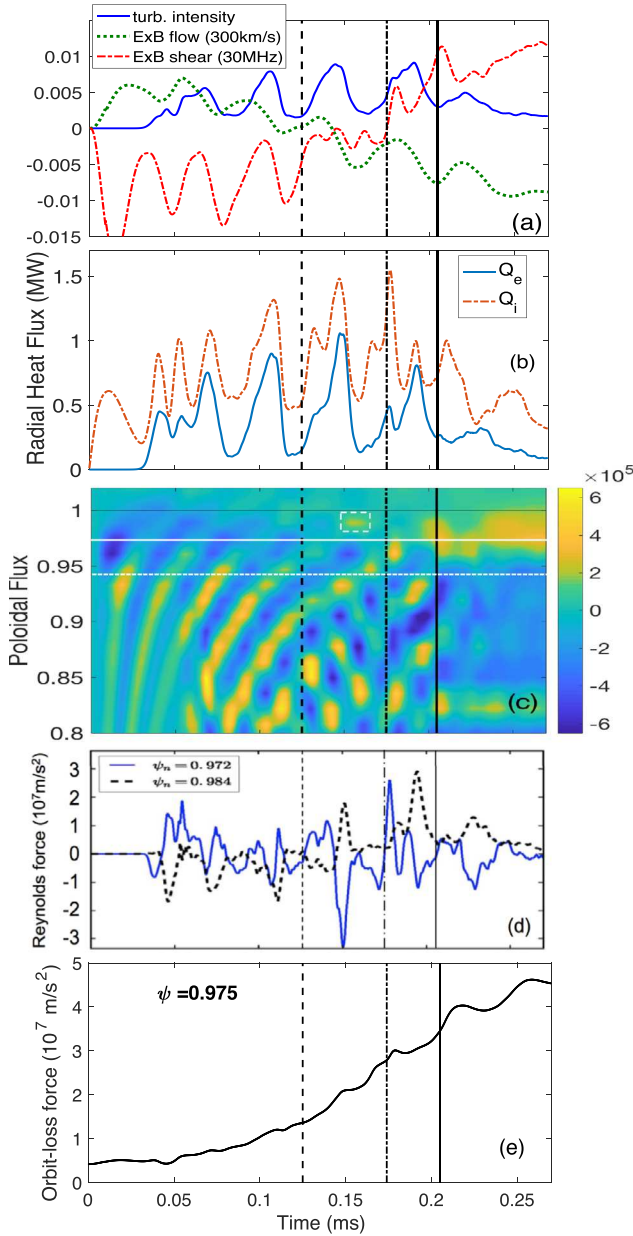 turb. intensity
ExB flow (300km/s)
ExB shear (30MHz)
0.01
0.005
0
-0.005
-0.01
-0.015
(a)
Radial Heat Flux (MW)
1.5
1
0.5
0
Q_e
Q_i
(b)
Poloidal Flux
1
0.95
0.9
0.85
0.8
(c)
×10^5
6
4
2
0
-2
-4
-6
Reynolds force (10^7m/s^2)
3
2
1
0
-1
-2
-3
ψ_n = 0.972
ψ_n = 0.984
(d)
Orbit-loss force (10^7 m/s^2)
5
4
3
2
1
0
ψ =0.975
(e)
0 0.05 0.1 0.15 0.2 0.25
Time (ms)